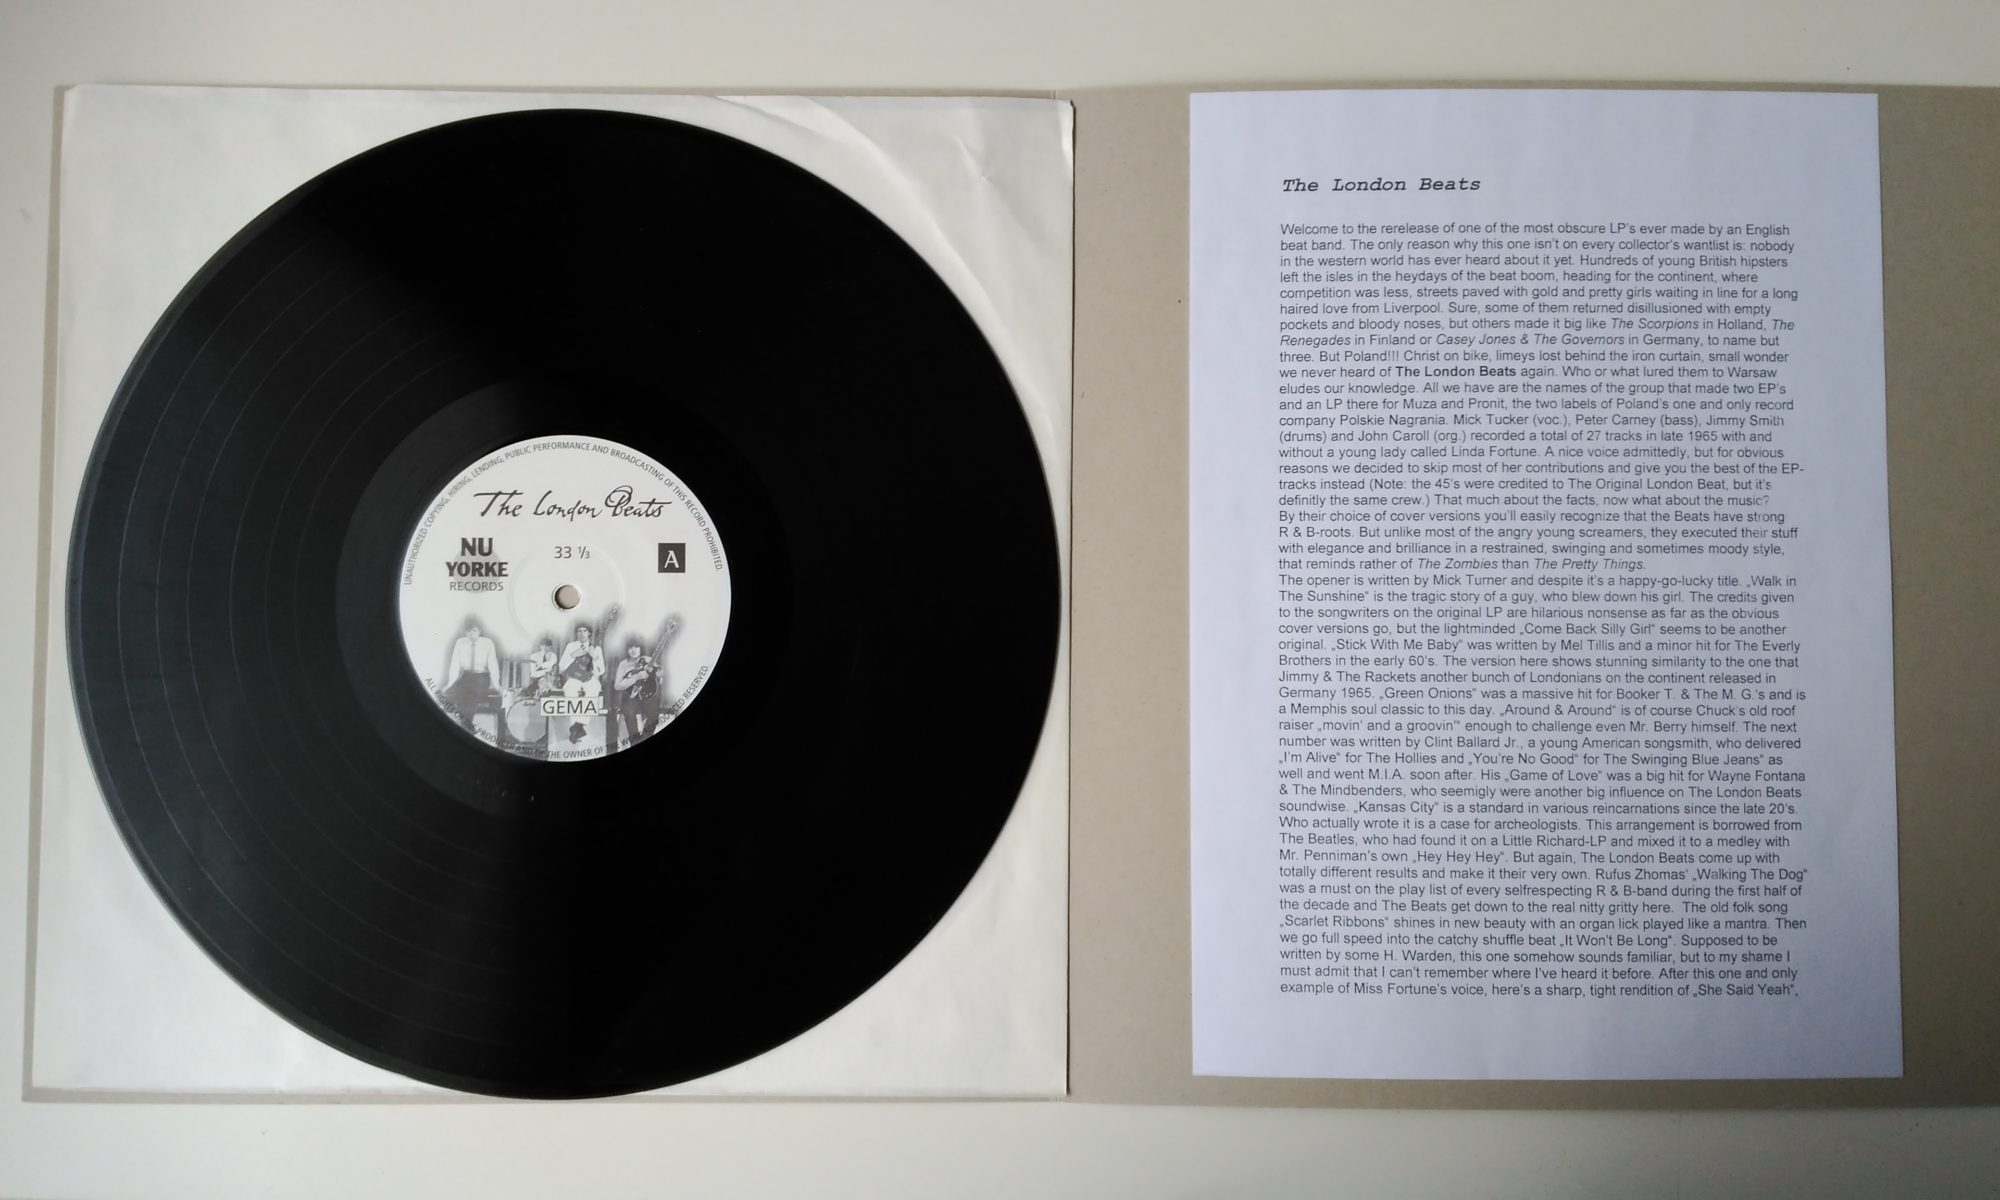 UNAUTHORIZED COPYING, HIRING, LENDING, PUBLIC PERFORMANCE AND BROADCASTING OF THIS RECORD PROHIBITED.
The London Beats
NU
YORKE
RECORDS
33 ⅓
A
GEMA
ALL RIGHTS OF THE PRODUCER AND OF THE OWNER OF THE WORK REPRODUCED RESERVED.
The London Beats
Welcome to the rerelease of one of the most obscure LP's ever made by an English
beat band. The only reason why this one isn't on every collector's wantlist is: nobody
in the western world has ever heard about it yet. Hundreds of young British hipsters
left the isles in the heydays of the beat boom, heading for the continent, where
competition was less, streets paved with gold and pretty girls waiting in line for a long
haired love from Liverpool. Sure, some of them returned disillusioned with empty
pockets and bloody noses, but others made it big like The Scorpions in Holland, The
Renegades in Finland or Casey Jones & The Governors in Germany, to name but
three. But Poland!!! Christ on bike, limeys lost behind the iron curtain, small wonder
we never heard of The London Beats again. Who or what lured them to Warsaw
eludes our knowledge. All we have are the names of the group that made two EP's
and an LP there for Muza and Pronit, the two labels of Poland's one and only record
company Polskie Nagrania. Mick Tucker (voc.), Peter Carney (bass), Jimmy Smith
(drums) and John Caroll (org.) recorded a total of 27 tracks in late 1965 with and
without a young lady called Linda Fortune. A nice voice admittedly, but for obvious
reasons we decided to skip most of her contributions and give you the best of the EP-
tracks instead (Note: the 45's were credited to The Original London Beat, but it's
definitly the same crew.) That much about the facts, now what about the music?
By their choice of cover versions you'll easily recognize that the Beats have strong
R & B-roots. But unlike most of the angry young screamers, they executed their stuff
with elegance and brilliance in a restrained, swinging and sometimes moody style,
that reminds rather of The Zombies than The Pretty Things.
The opener is written by Mick Turner and despite it's a happy-go-lucky title. „Walk in
The Sunshine“ is the tragic story of a guy, who blew down his girl. The credits given
to the songwriters on the original LP are hilarious nonsense as far as the obvious
cover versions go, but the lightminded „Come Back Silly Girl“ seems to be another
original. „Stick With Me Baby“ was written by Mel Tillis and a minor hit for The Everly
Brothers in the early 60's. The version here shows stunning similarity to the one that
Jimmy & The Rackets another bunch of Londonians on the continent released in
Germany 1965. „Green Onions“ was a massive hit for Booker T. & The M. G.'s and is
a Memphis soul classic to this day. „Around & Around“ is of course Chuck's old roof
raiser „movin' and a groovin'“ enough to challenge even Mr. Berry himself. The next
number was written by Clint Ballard Jr., a young American songsmith, who delivered
„I'm Alive“ for The Hollies and „You're No Good“ for The Swinging Blue Jeans“ as
well and went M.I.A. soon after. His „Game of Love“ was a big hit for Wayne Fontana
& The Mindbenders, who seemigly were another big influence on The London Beats
soundwise. „Kansas City“ is a standard in various reincarnations since the late 20's.
Who actually wrote it is a case for archeologists. This arrangement is borrowed from
The Beatles, who had found it on a Little Richard-LP and mixed it to a medley with
Mr. Penniman's own „Hey Hey Hey“. But again, The London Beats come up with
totally different results and make it their very own. Rufus Zhomas' „Walking The Dog“
was a must on the play list of every selfrespecting R & B-band during the first half of
the decade and The Beats get down to the real nitty gritty here. The old folk song
„Scarlet Ribbons“ shines in new beauty with an organ lick played like a mantra. Then
we go full speed into the catchy shuffle beat „It Won't Be Long“. Supposed to be
written by some H. Warden, this one somehow sounds familiar, but to my shame I
must admit that I can't remember where I've heard it before. After this one and only
example of Miss Fortune's voice, here's a sharp, tight rendition of „She Said Yeah“,